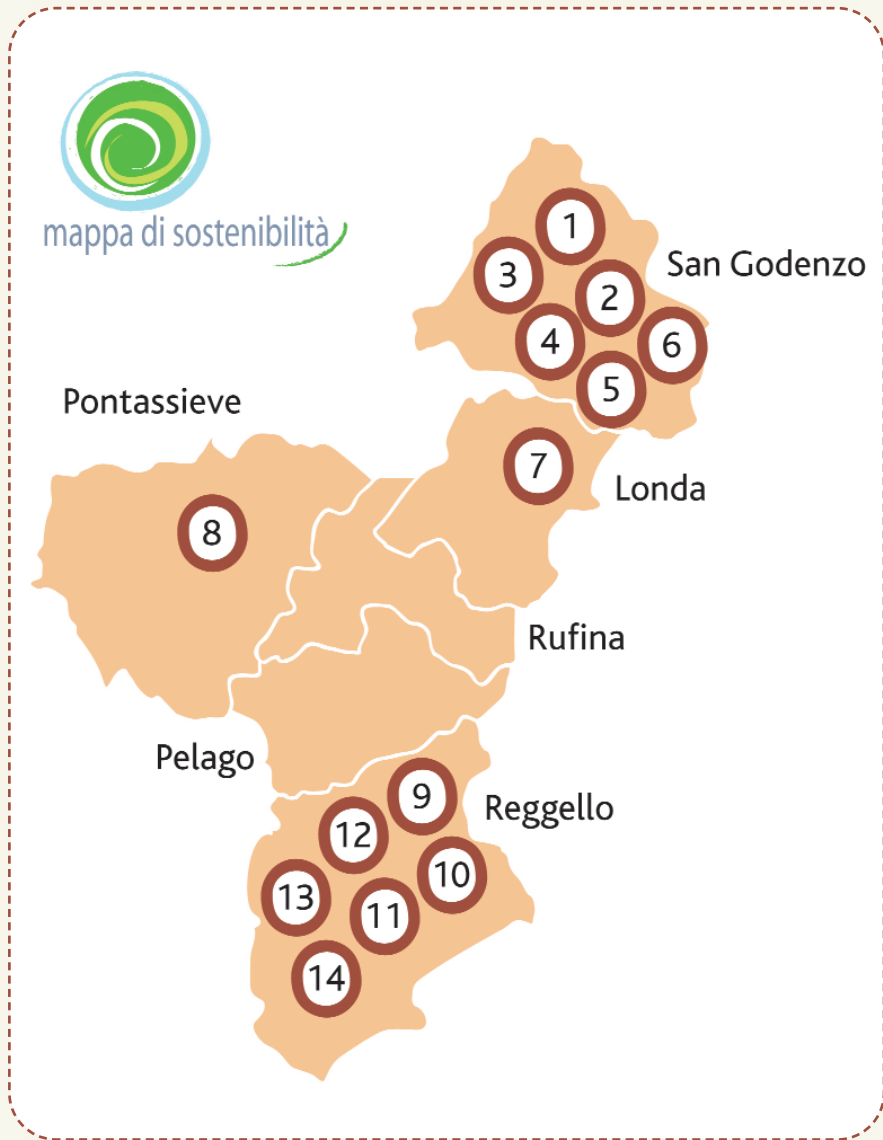 mappa di sostenibilità
1
San Godenzo
3
2
4
6
5
Pontassieve
7
Londa
8
Rufina
Pelago
9
Reggello
12
10
13
11
14